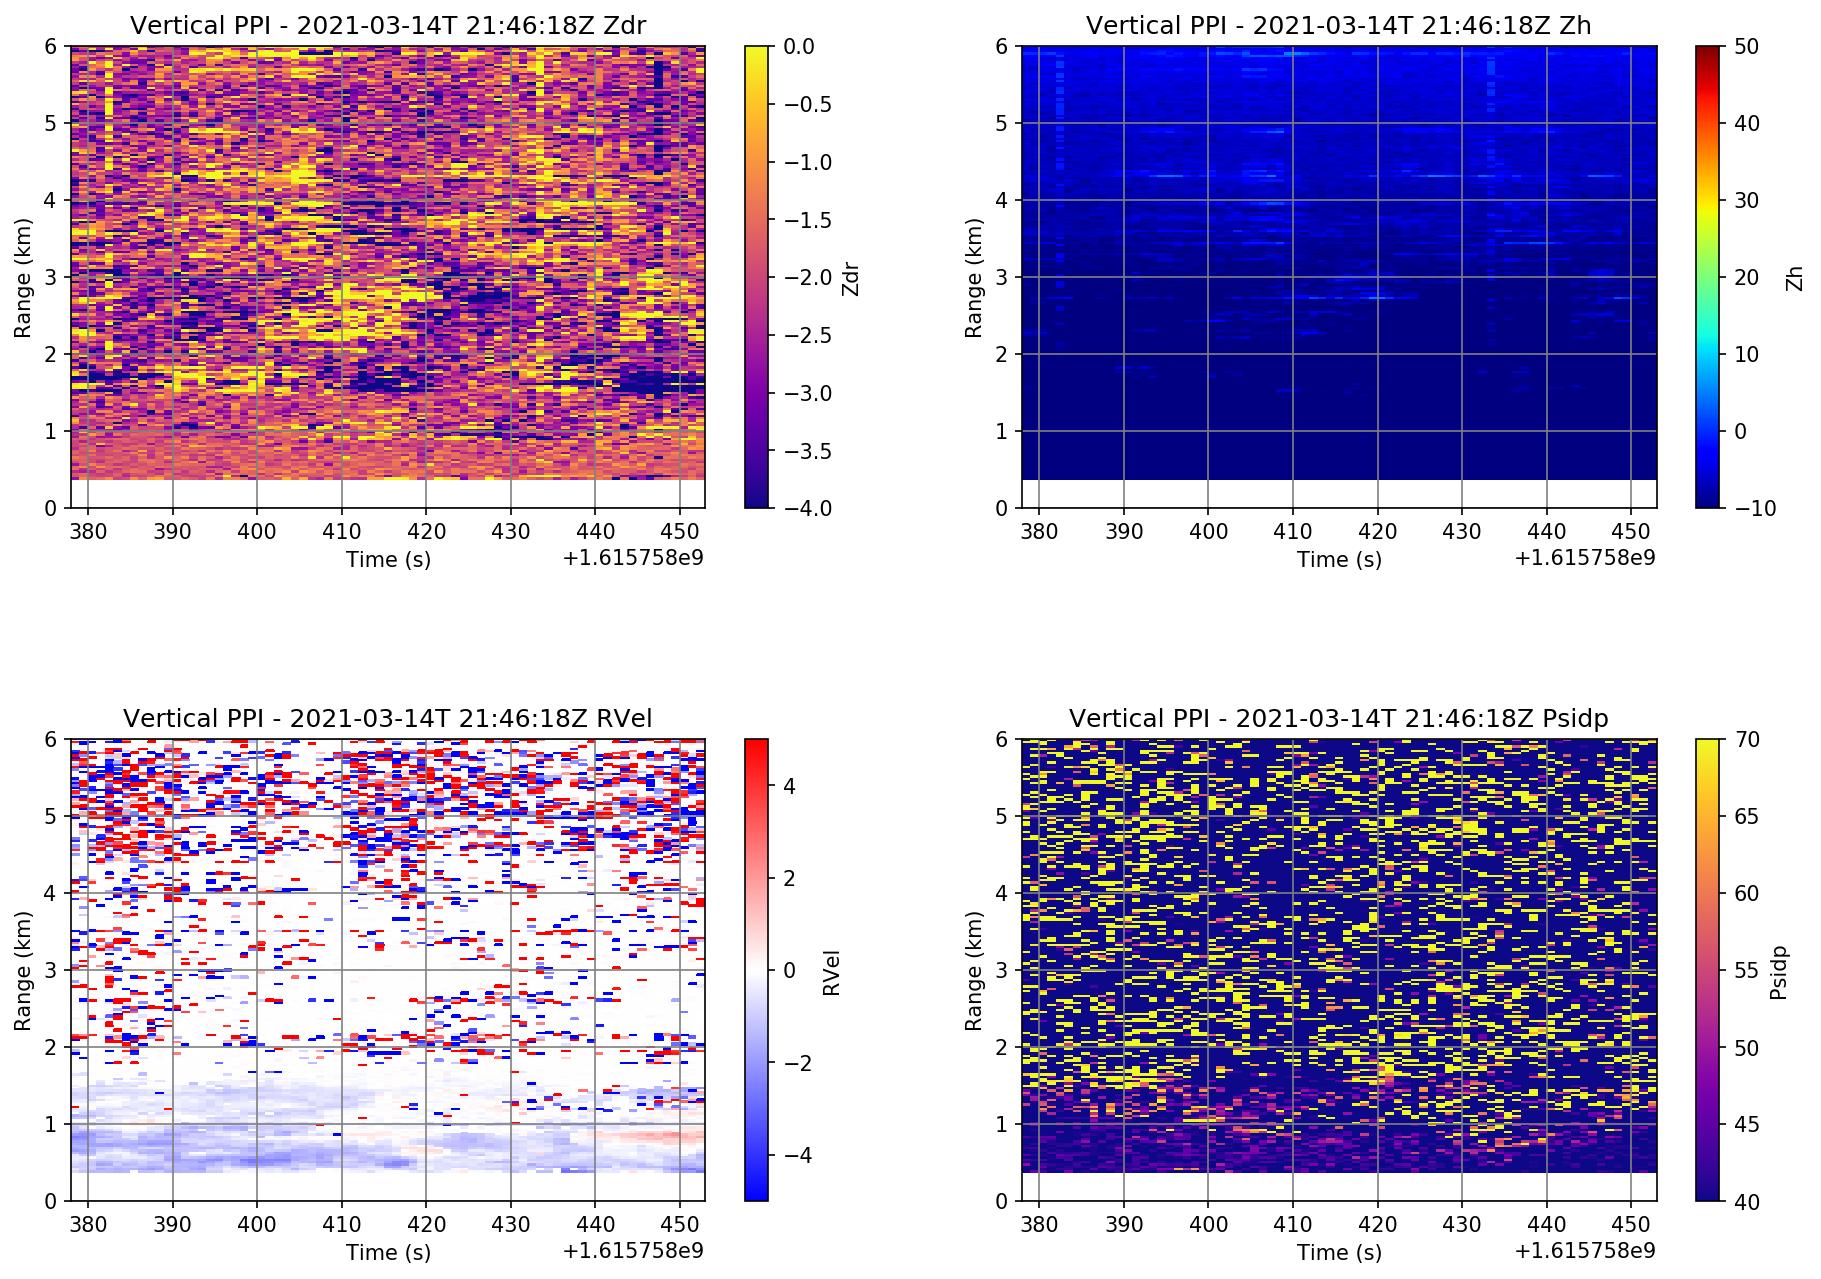 Vertical PPI - 2021-03-14T 21:46:18Z Zdr
6
5
4
3
2
1
0
Range (km)
380 390 400 410 420 430 440 450
Time (s)
+1.615758e9
0.0
−0.5
−1.0
−1.5
−2.0
−2.5
−3.0
−3.5
−4.0
Zdr
Vertical PPI - 2021-03-14T 21:46:18Z Zh
6
5
4
3
2
1
0
Range (km)
380 390 400 410 420 430 440 450
Time (s)
+1.615758e9
50
40
30
20
10
0
−10
Zh
Vertical PPI - 2021-03-14T 21:46:18Z RVel
6
5
4
3
2
1
0
Range (km)
380 390 400 410 420 430 440 450
Time (s)
+1.615758e9
4
2
0
−2
−4
RVel
Vertical PPI - 2021-03-14T 21:46:18Z Psidp
6
5
4
3
2
1
0
Range (km)
380 390 400 410 420 430 440 450
Time (s)
+1.615758e9
70
65
60
55
50
45
40
Psidp